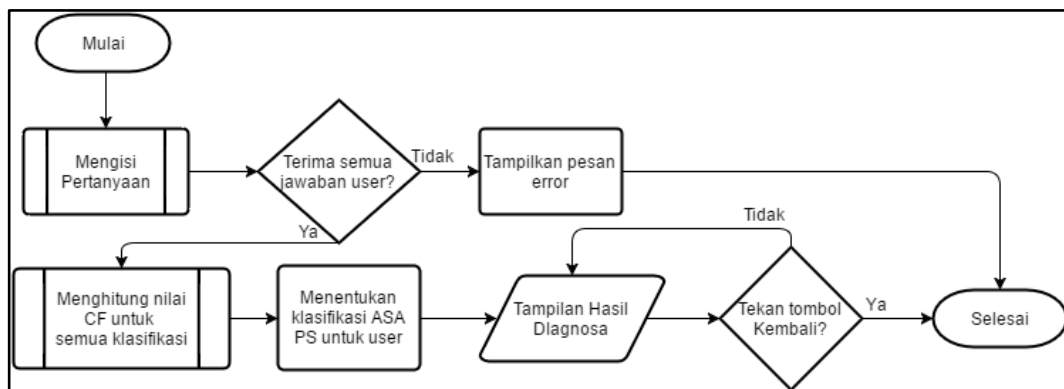 Mulai
Mengisi
Pertanyaan
Terima semua
jawaban user?
Tidak
Tampilkan pesan
error
Ya
Menghitung nilai
CF untuk
semua klasifikasi
Menentukan
klasifikasi ASA
PS untuk user
Tampilan Hasil
DIagnosa
Tidak
Tekan tombol
Kembali?
Ya
Selesai